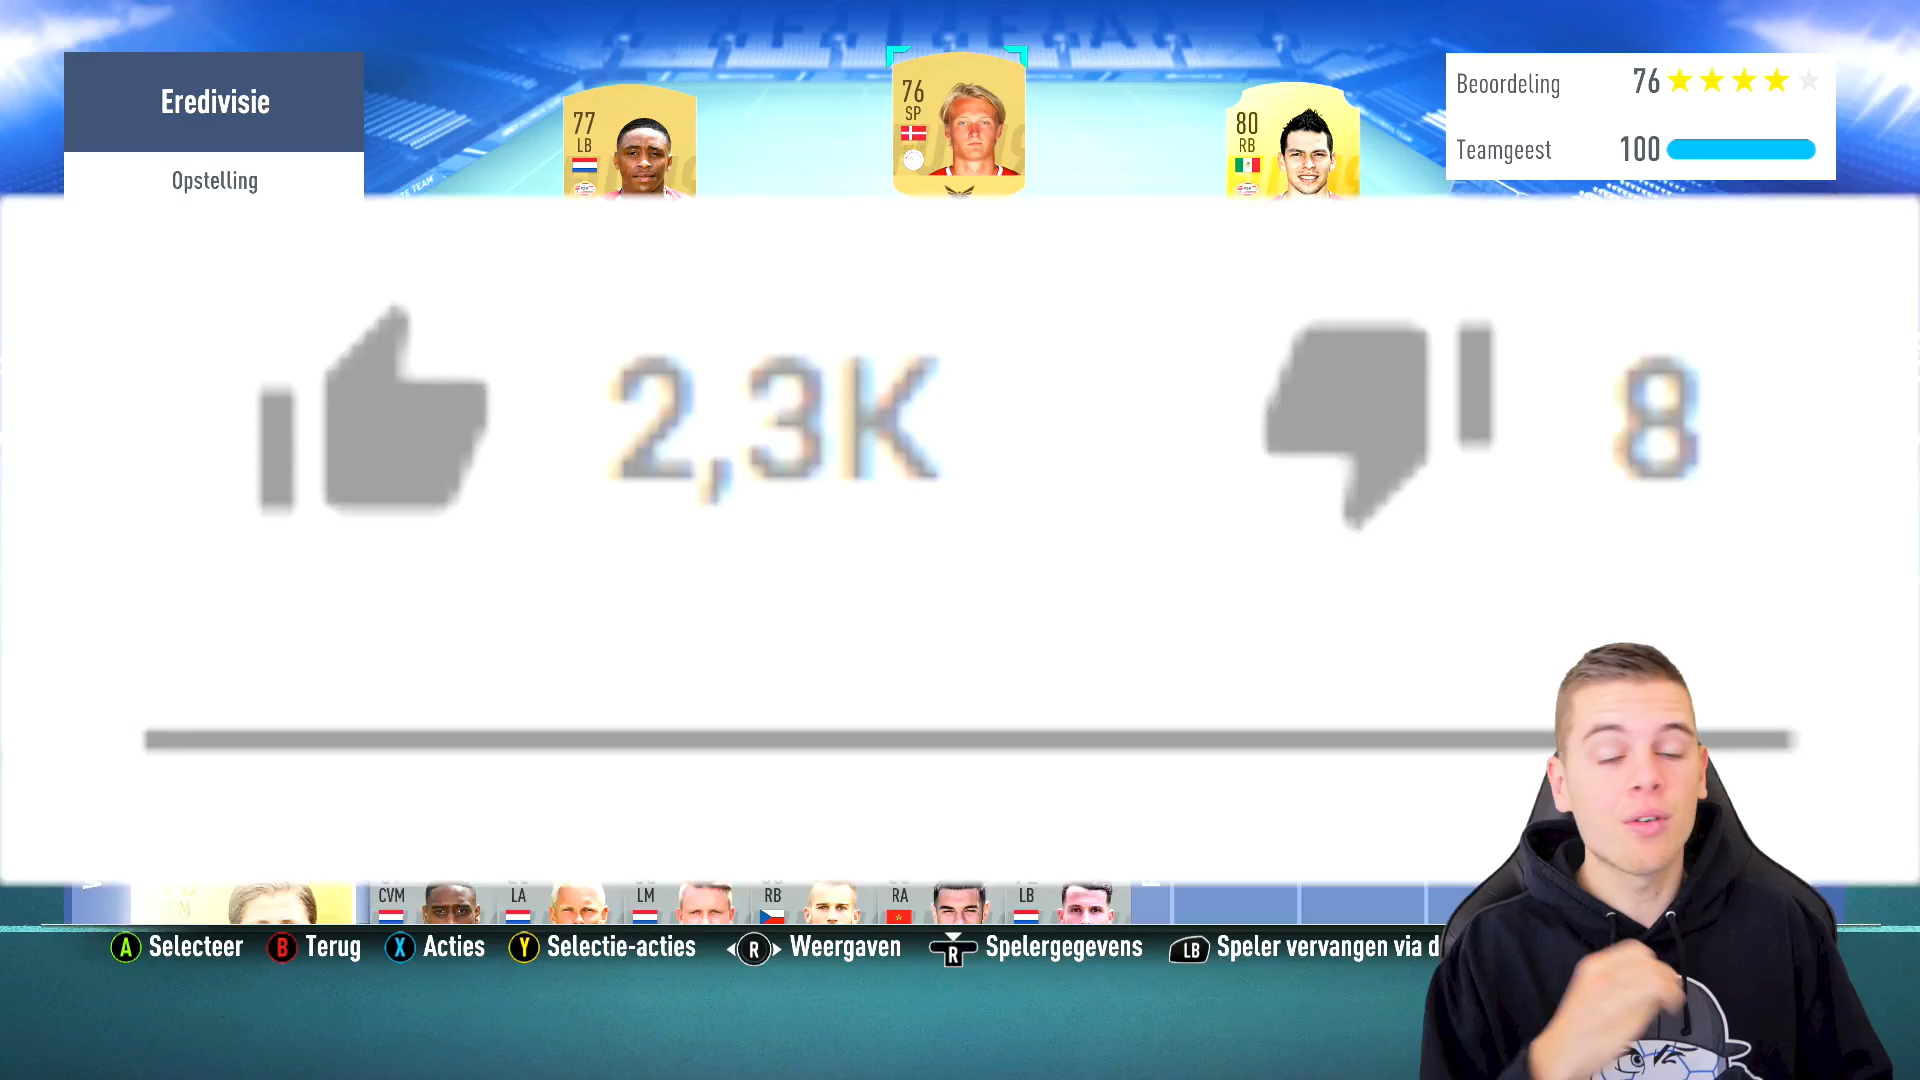 Eredivisie
Opstelling
77
LB
76
SP
80
RB
Beoordeling 76
Teamgeest 100
2,3K
8
CVM
LA
LM
RB
RA
LB
A Selecteer B Terug X Acties Y Selectie-acties R Weergaven R Spelergegevens LB Speler vervangen via d